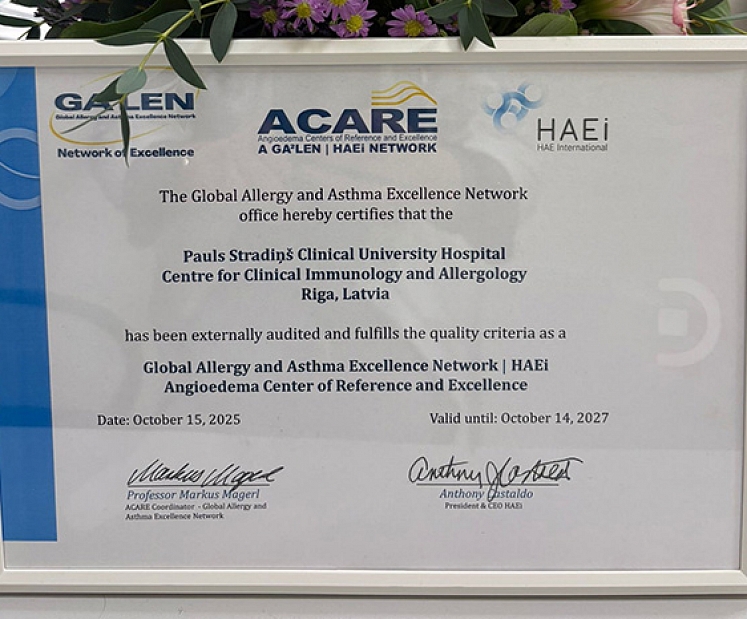 GA²LEN
Global Allergy and Asthma Excellence Network
Network of Excellence
ACARE
Angioedema Centers of Reference and Excellence
A GA²LEN | HAEi NETWORK
HAEi
HAE International
The Global Allergy and Asthma Excellence Network
office hereby certifies that the
Pauls Stradiņš Clinical University Hospital
Centre for Clinical Immunology and Allergology
Riga, Latvia
has been externally audited and fulfills the quality criteria as a
Global Allergy and Asthma Excellence Network | HAEi
Angioedema Center of Reference and Excellence
Date: October 15, 2025
Valid until: October 14, 2027
Markus Magerl
Professor Markus Magerl
ACARE Coordinator - Global Allergy and
Asthma Excellence Network
Anthony Castaldo
President & CEO HAEi